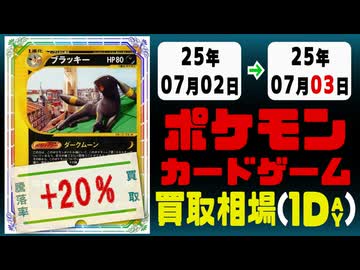 ブラッキー HP80
ダークムーン
買取
騰落率
+20%
25年
07月02日
25年
07月03日
ポケモン
カードゲーム
買取相場(1D)